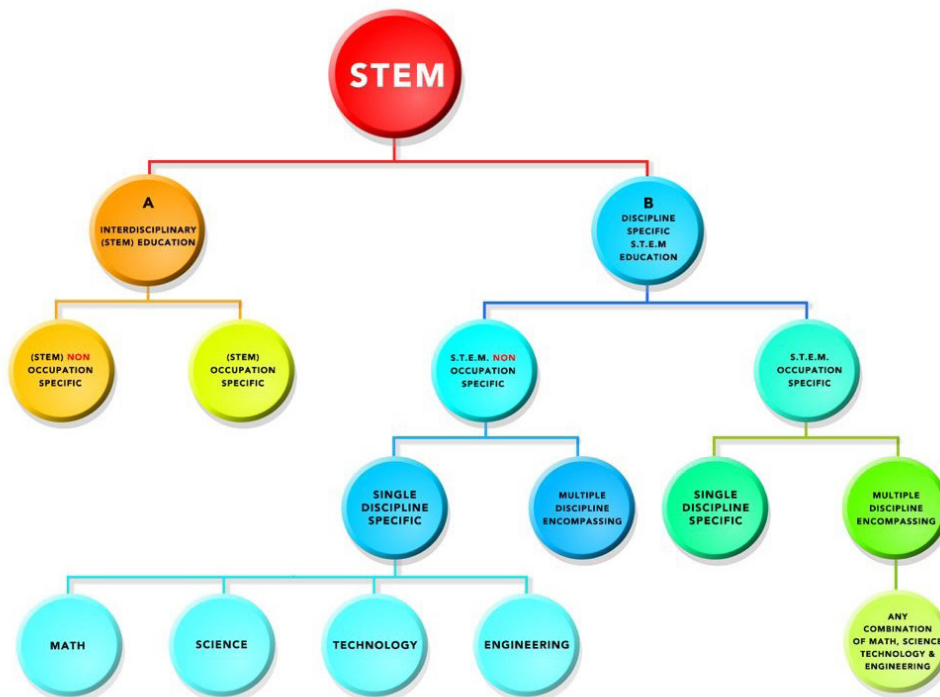 STEM
A
INTERDISCIPLINARY
(STEM) EDUCATION
B
DISCIPLINE
SPECIFIC
S.T.E.M
EDUCATION
(STEM) NON
OCCUPATION
SPECIFIC
(STEM)
OCCUPATION
SPECIFIC
S.T.E.M. NON
OCCUPATION
SPECIFIC
S.T.E.M.
OCCUPATION
SPECIFIC
SINGLE
DISCIPLINE
SPECIFIC
MULTIPLE
DISCIPLINE
ENCOMPASSING
SINGLE
DISCIPLINE
SPECIFIC
MULTIPLE
DISCIPLINE
ENCOMPASSING
MATH
SCIENCE
TECHNOLOGY
ENGINEERING
ANY
COMBINATION
OF MATH, SCIENCE
TECHNOLOGY &
ENGINEERING